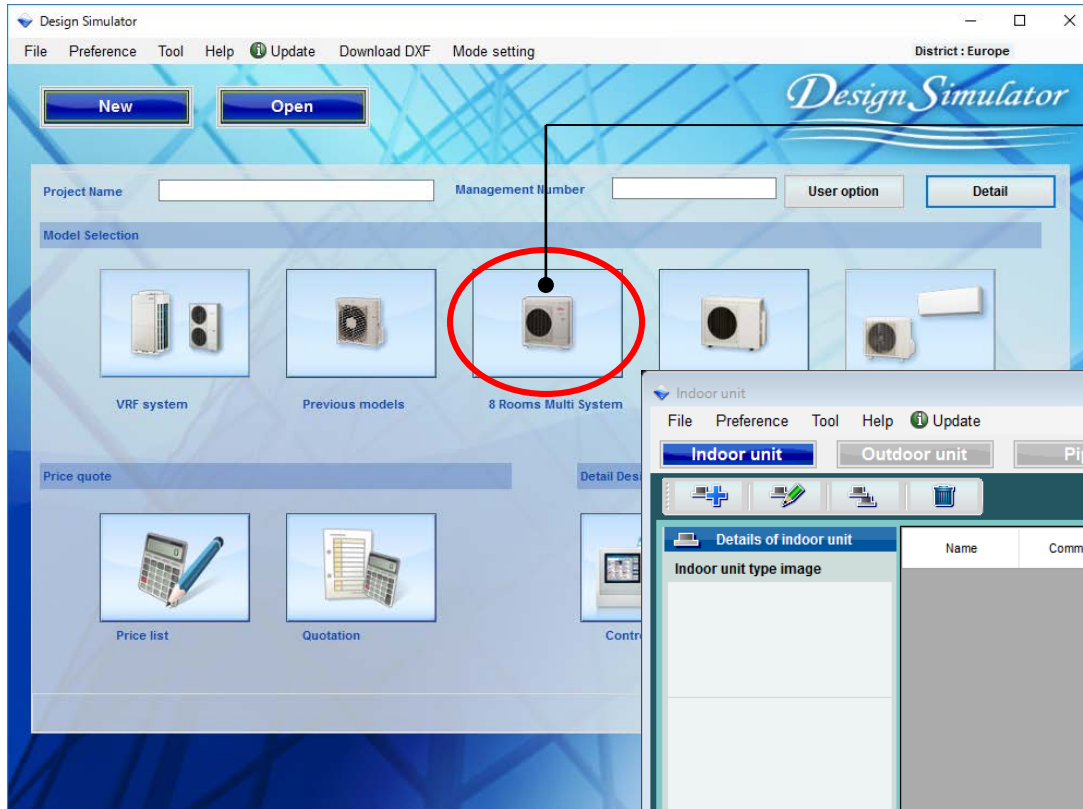 Design Simulator
File Preference Tool Help Update Download DXF Mode setting District : Europe
New Open
Design Simulator
Project Name Management Number User option Detail
Model Selection
VRF system Previous models 8 Rooms Multi System
Indoor unit
File Preference Tool Help Update
Indoor unit Outdoor unit
Price quote
Details of indoor unit Name
Indoor unit type image
Price list Quotation